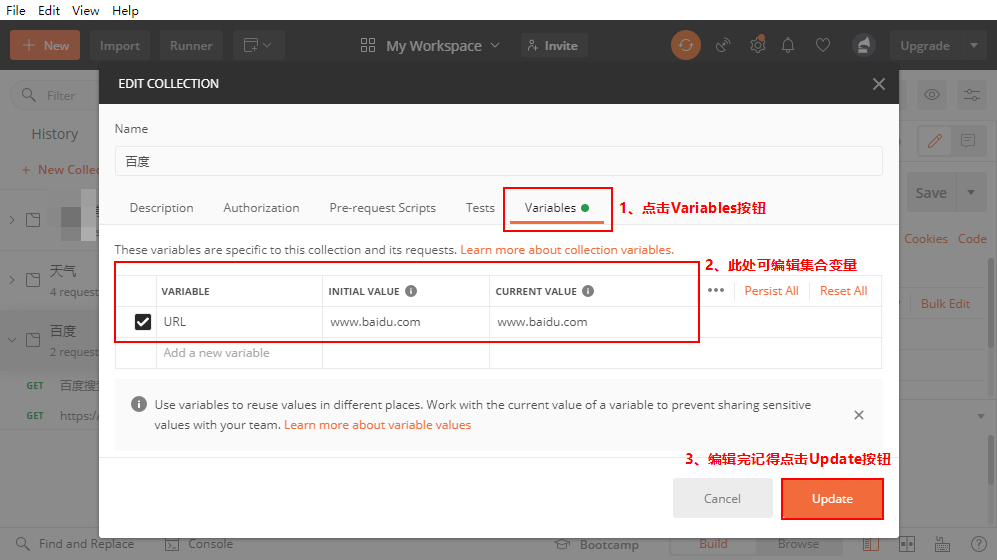 File Edit View Help
New Import Runner My Workspace Invite Upgrade
EDIT COLLECTION
Filter
Name
History
百度
New Collec
Save
Description Authorization Pre-request Scripts Tests Variables 1、点击Variables按钮
Cookies Code
These variables are specific to this collection and its requests. Learn more about collection variables.
2、此处可编辑集合变量
天气
4 request
VARIABLE INITIAL VALUE CURRENT VALUE Persist All Reset All
Bulk Edit
URL www.baidu.com www.baidu.com
百度
2 request
Add a new variable
GET 百度搜
GET https:/
Use variables to reuse values in different places. Work with the current value of a variable to prevent sharing sensitive
values with your team. Learn more about variable values
3、编辑完记得点击Update按钮
Cancel Update
Find and Replace Console Bootcamp Build Browse